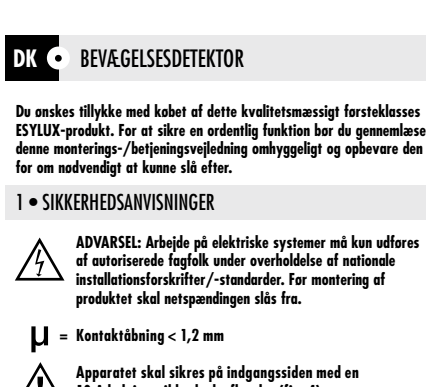 DK BEVÆGELSESDETEKTOR
Du ønskes tillykke med købet af dette kvalitetsmæssigt førsteklasses
ESYLUX-produkt. For at sikre en ordentlig funktion bør du gennemlæse
denne monterings-/betjeningsvejledning omhyggeligt og opbevare den
for om nødvendigt at kunne slå efter.
1 • SIKKERHEDSANVISNINGER
ADVARSEL: Arbejde på elektriske systemer må kun udføres
af autoriserede fagfolk under overholdelse af nationale
installationsforskrifter/-standarder. Før montering af
produktet skal netspændingen slås fra.
µ = Kontaktåbning < 1,2 mm
Apparatet skal sikres på indgangssiden med en